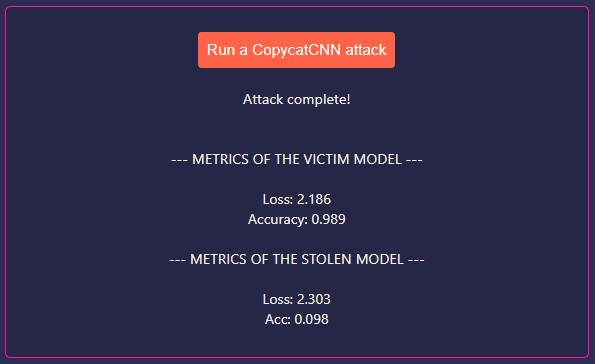 Run a CopycatCNN attack
Attack complete!
--- METRICS OF THE VICTIM MODEL ---
Loss: 2.186
Accuracy: 0.989
--- METRICS OF THE STOLEN MODEL ---
Loss: 2.303
Acc: 0.098